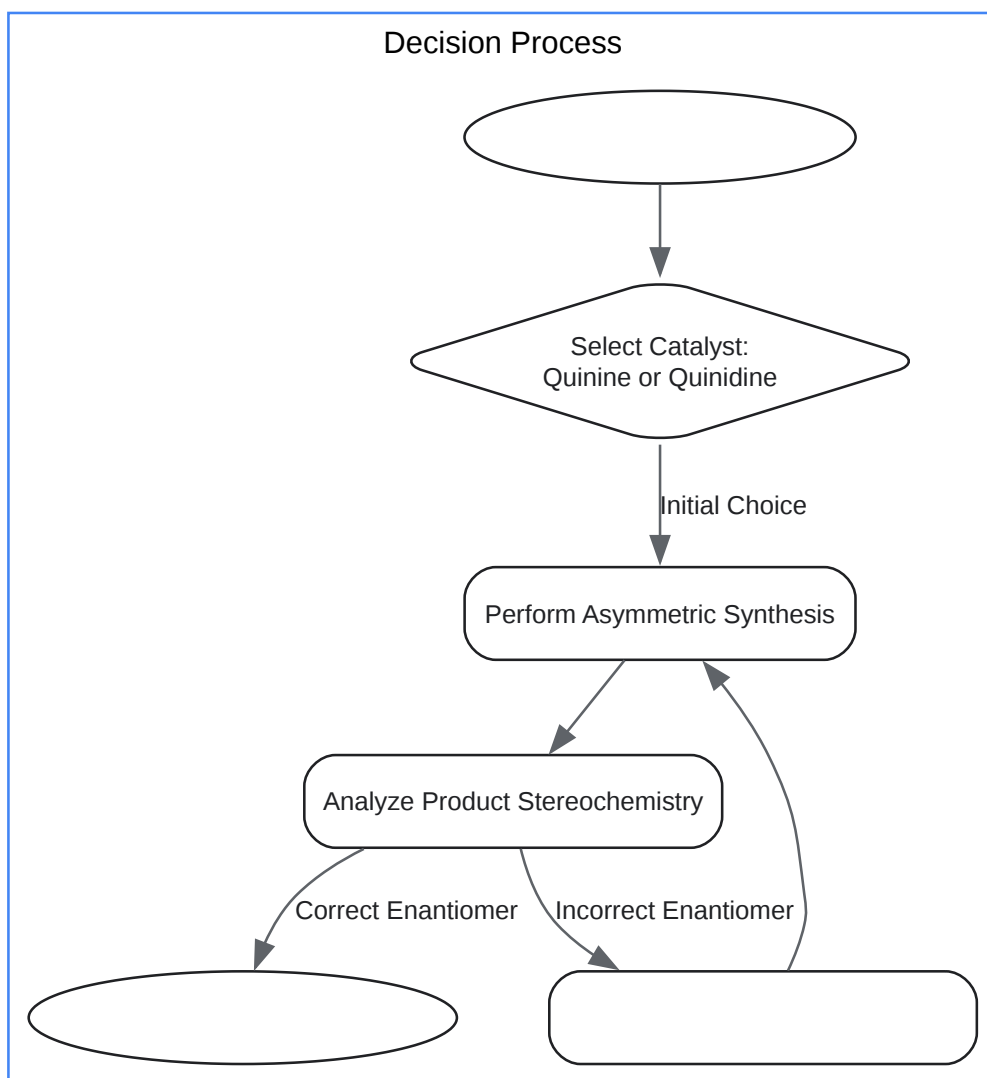 Decision Process
Select Catalyst:
Quinine or Quinidine
Initial Choice
Perform Asymmetric Synthesis
Analyze Product Stereochemistry
Correct Enantiomer
Incorrect Enantiomer